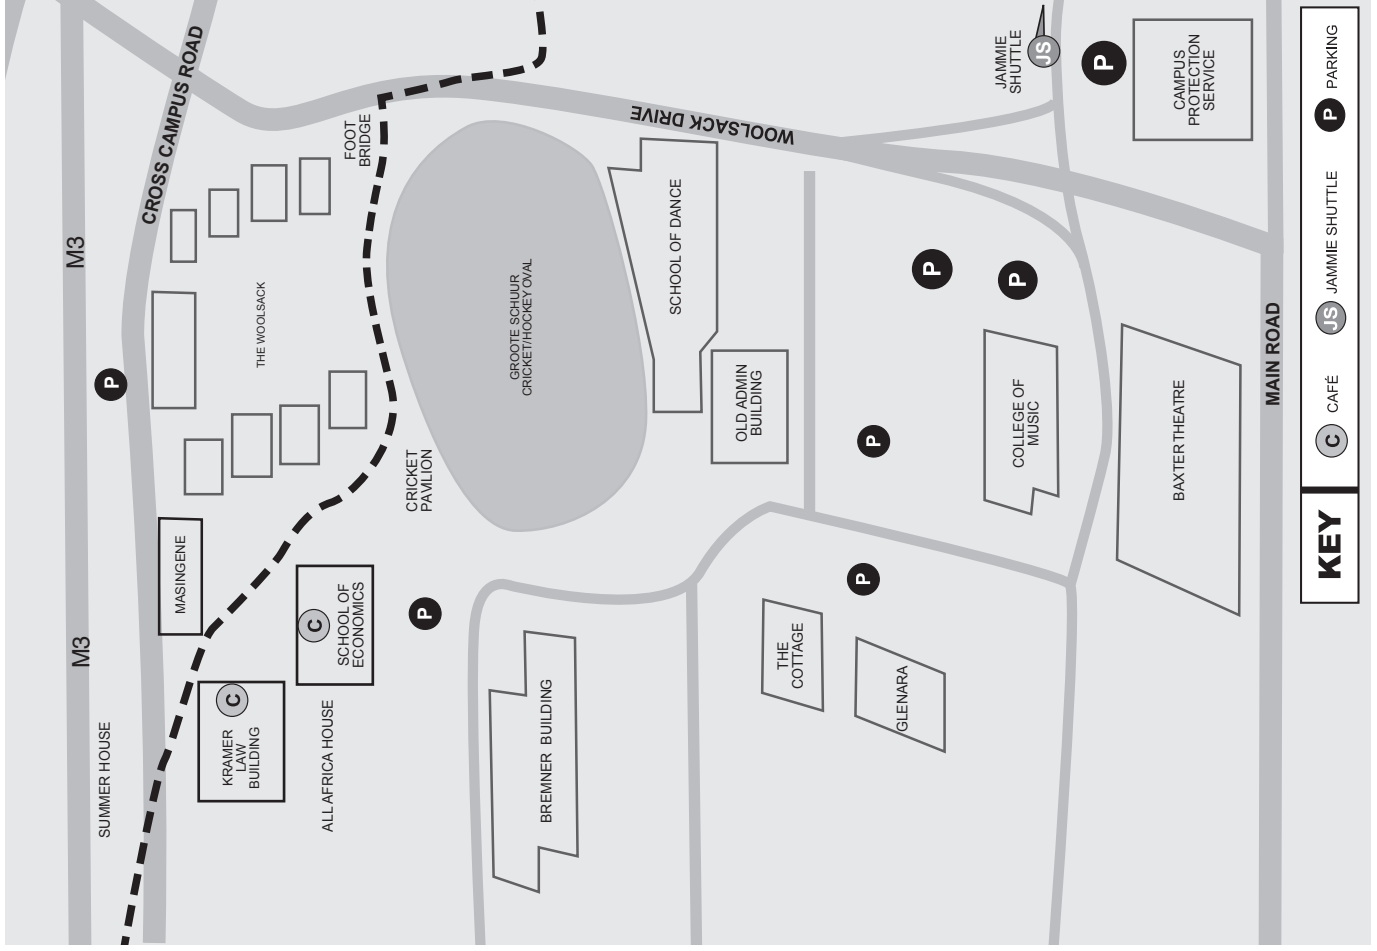 M3
M3
CROSS CAMPUS ROAD
WOOLSACK DRIVE
MAIN ROAD
SUMMER HOUSE
P
THE WOOLSACK
FOOT
BRIDGE
MASINGENE
C
KRAMER
LAW
BUILDING
C
SCHOOL OF
ECONOMICS
ALL AFRICA HOUSE
P
CRICKET
PAVILION
GROOTE SCHUUR
CRICKET/HOCKEY OVAL
SCHOOL OF DANCE
OLD ADMIN
BUILDING
BREMNER BUILDING
THE
COTTAGE
GLENARA
P
P
P
P
COLLEGE OF
MUSIC
BAXTER THEATRE
JAMMIE
SHUTTLE
JS
P
CAMPUS
PROTECTION
SERVICE
KEY
C CAFÉ
JS JAMMIE SHUTTLE
P PARKING